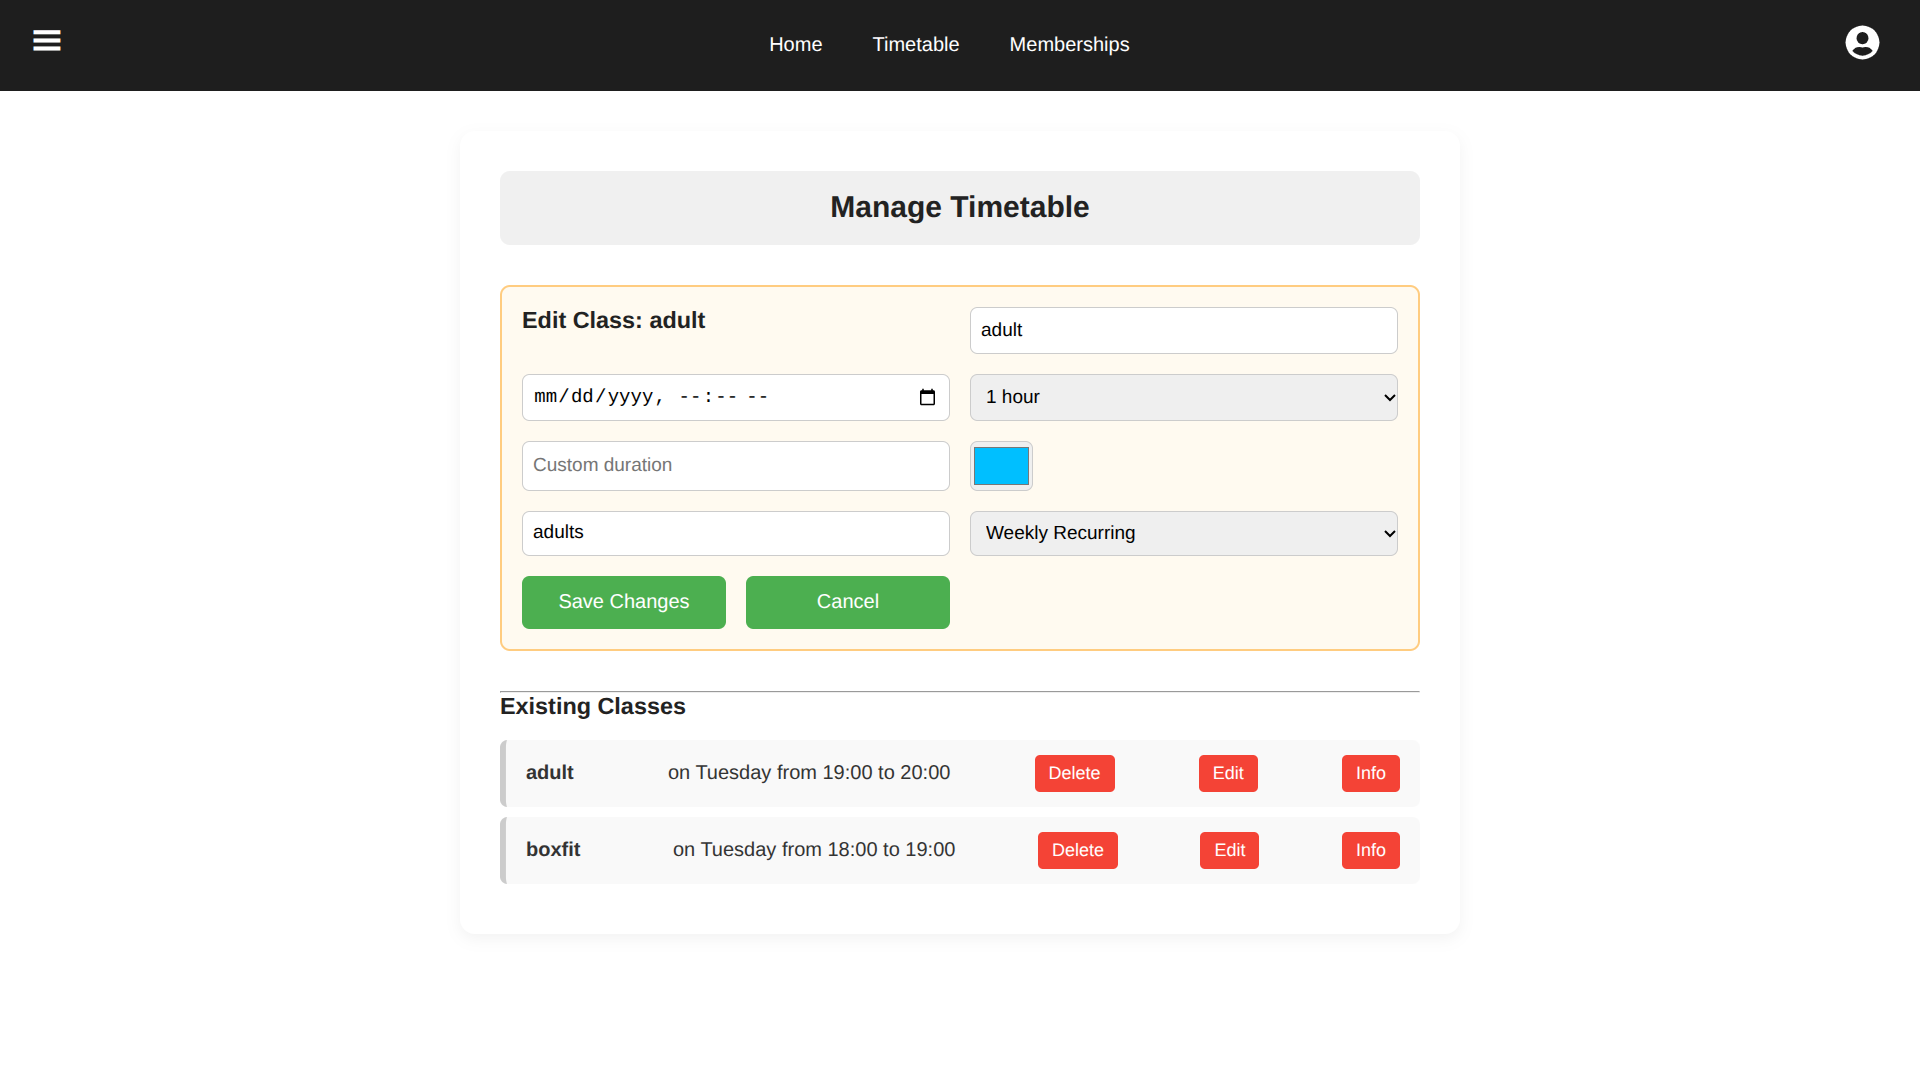 Home Timetable Memberships
Manage Timetable
Edit Class: adult
adult
mm/dd/yyyy, --:-- --
1 hour
Custom duration
adults
Weekly Recurring
Save Changes
Cancel
Existing Classes
adult on Tuesday from 19:00 to 20:00 Delete Edit Info
boxfit on Tuesday from 18:00 to 19:00 Delete Edit Info